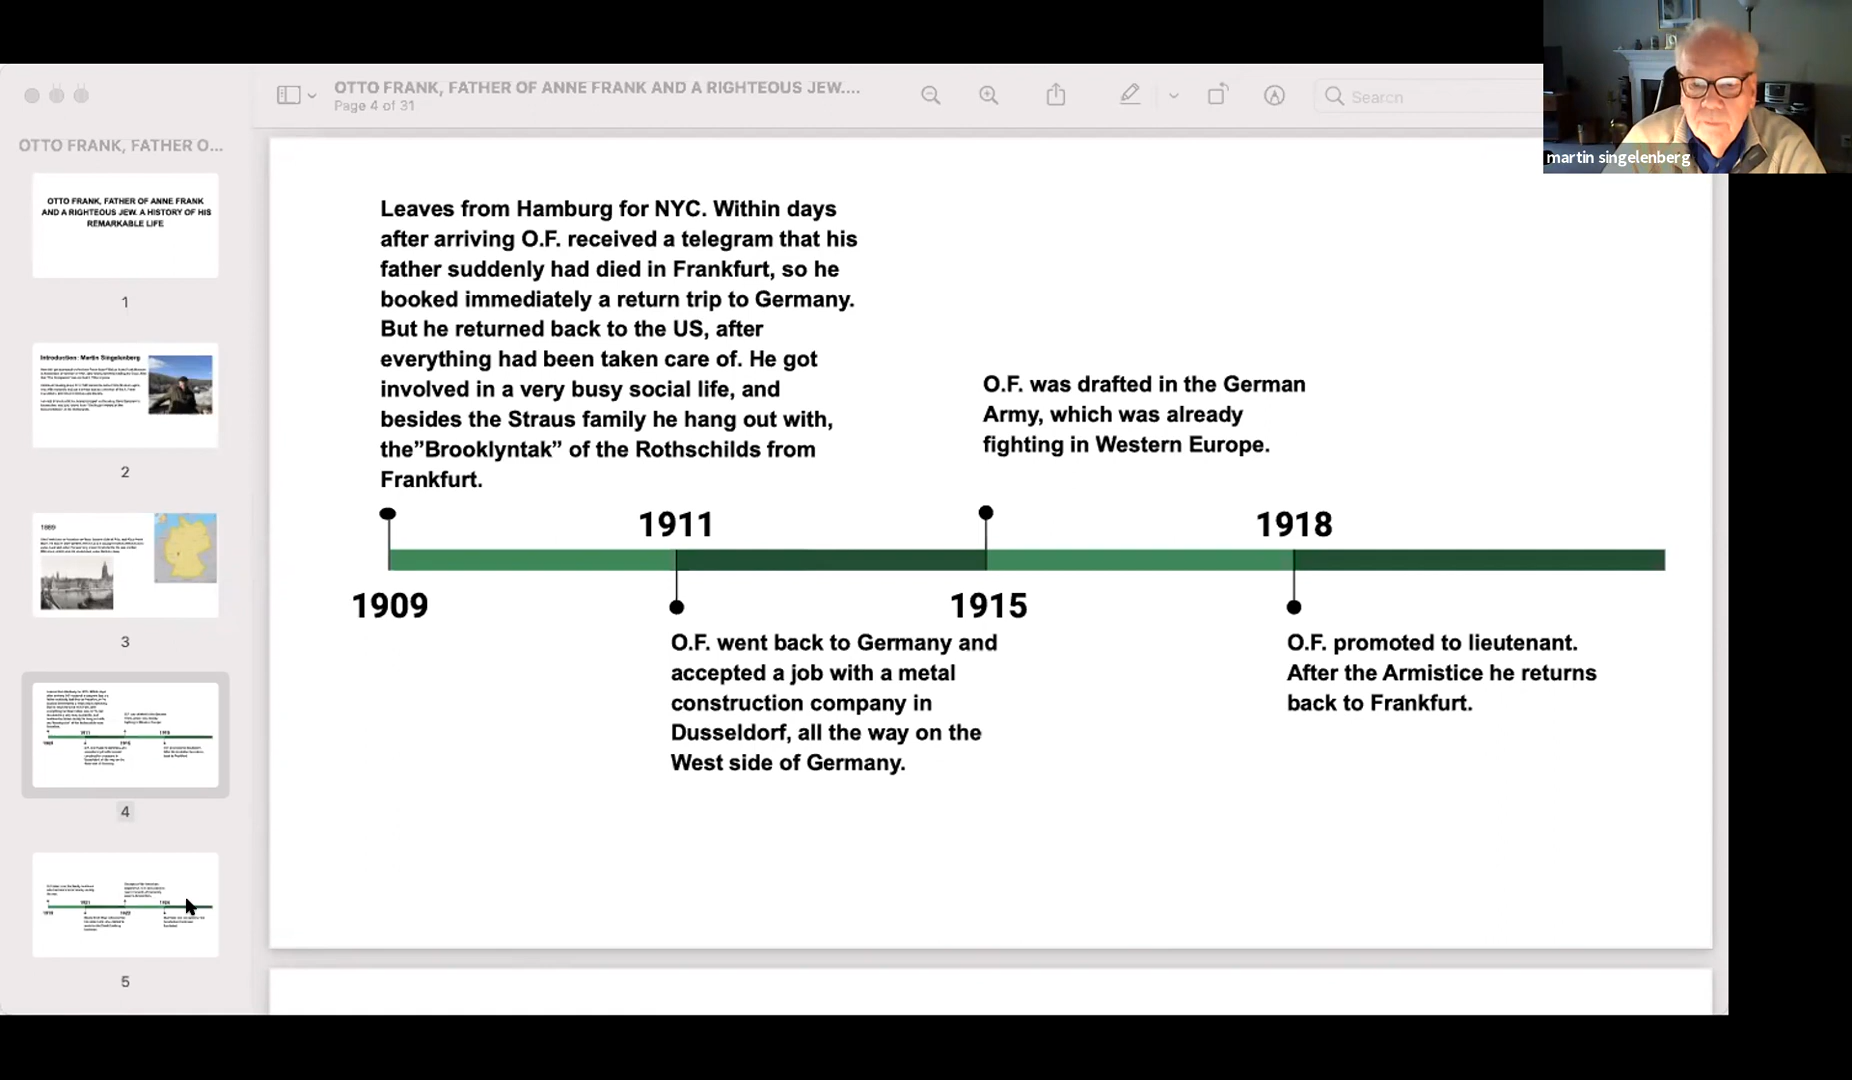 OTTO FRANK, FATHER OF ANNE FRANK AND A RIGHTEOUS JEW....
Page 4 of 31
Search
martin singelenberg
OTTO FRANK, FATHER O...
OTTO FRANK, FATHER OF ANNE FRANK
AND A RIGHTEOUS JEW. A HISTORY OF HIS
REMARKABLE LIFE
1
Introduction: Martin Singelenberg
2
1889
3
4
5
Leaves from Hamburg for NYC. Within days
after arriving O.F. received a telegram that his
father suddenly had died in Frankfurt, so he
booked immediately a return trip to Germany.
But he returned back to the US, after
everything had been taken care of. He got
involved in a very busy social life, and
besides the Straus family he hang out with,
the”Brooklyntak” of the Rothschilds from
Frankfurt.
O.F. was drafted in the German
Army, which was already
fighting in Western Europe.
1911
1918
1909
1915
O.F. went back to Germany and
accepted a job with a metal
construction company in
Dusseldorf, all the way on the
West side of Germany.
O.F. promoted to lieutenant.
After the Armistice he returns
back to Frankfurt.